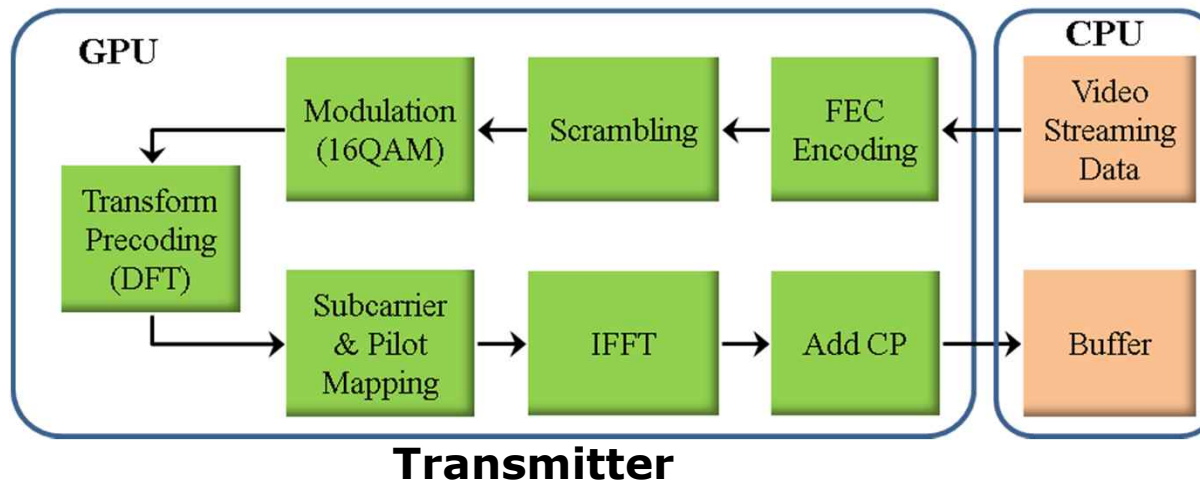 GPU
CPU
Video
Streaming
Data
FEC
Encoding
Scrambling
Modulation
(16QAM)
Transform
Precoding
(DFT)
Subcarrier
& Pilot
Mapping
IFFT
Add CP
Buffer
Transmitter